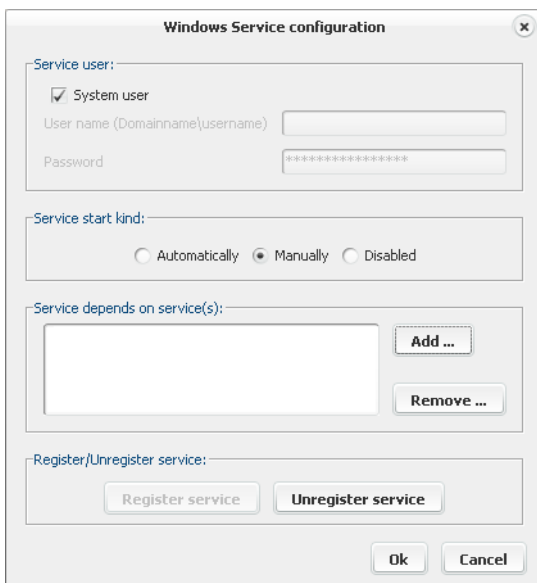 Windows Service configuration
Service user:
System user
User name (Domainname\username)
Password ****************
Service start kind:
Automatically Manually Disabled
Service depends on service(s):
Add ...
Remove ...
Register/Unregister service:
Register service Unregister service
Ok Cancel